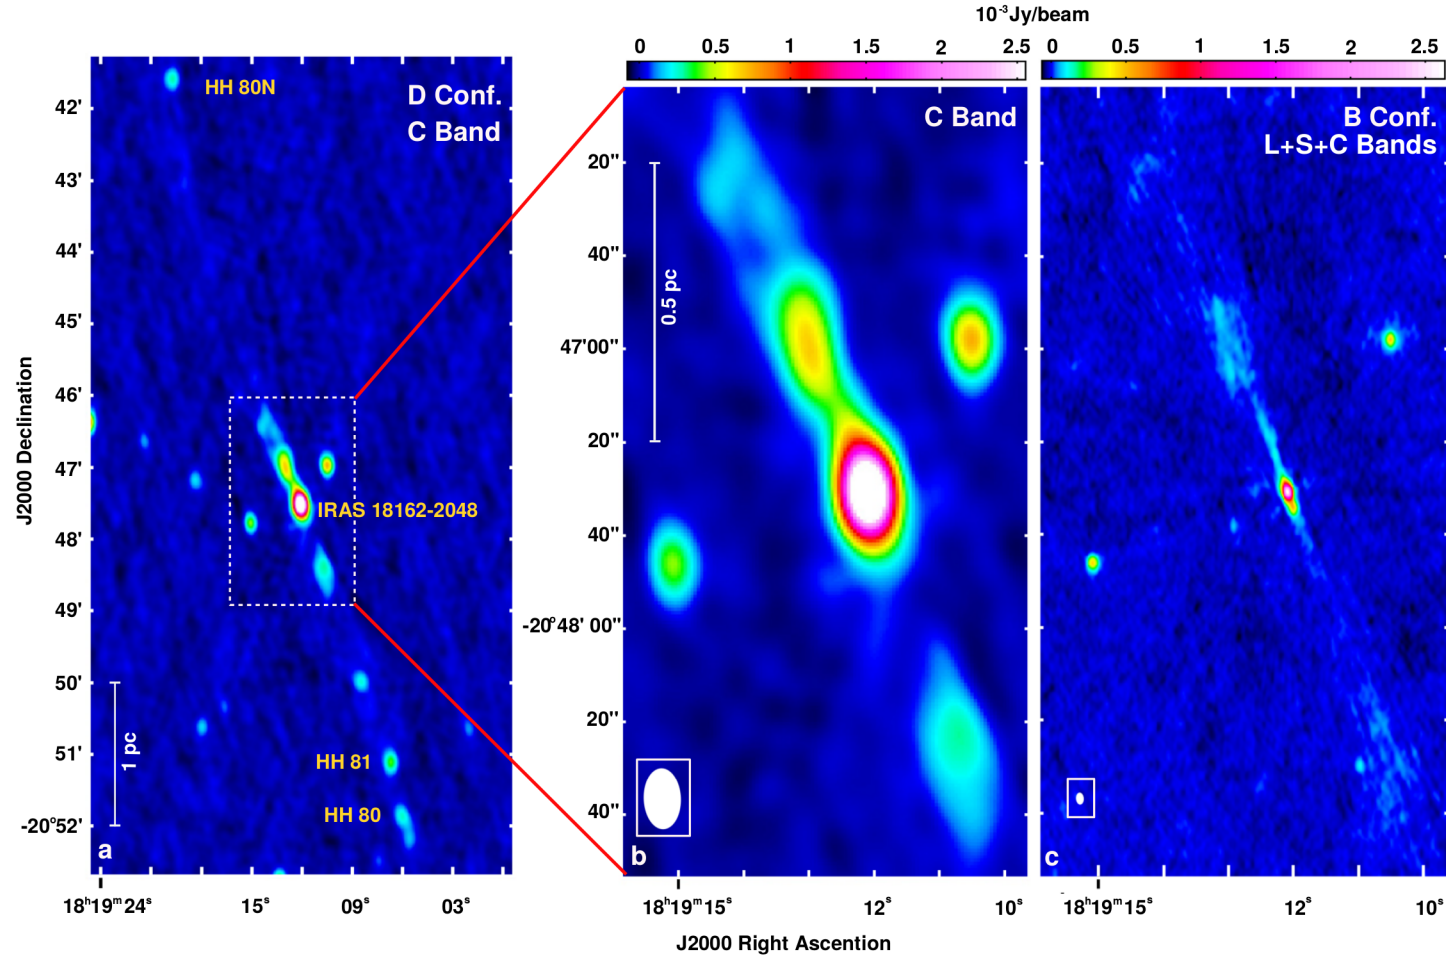 10⁻³Jy/beam
0 0.5 1 1.5 2 2.5
0 0.5 1 1.5 2 2.5
HH 80N
D Conf.
C Band
C Band
B Conf.
L+S+C Bands
42'
43'
44'
45'
46'
47'
48'
49'
50'
51'
-20°52'
J2000 Declination
IRAS 18162-2048
HH 81
HH 80
1 pc
a
18ʰ19ᵐ24ˢ 15ˢ 09ˢ 03ˢ
20''
40''
47'00''
20''
40''
-20°48' 00''
20''
40''
0.5 pc
b
18ʰ19ᵐ15ˢ 12ˢ 10ˢ
c
18ʰ19ᵐ15ˢ 12ˢ 10ˢ
J2000 Right Ascention